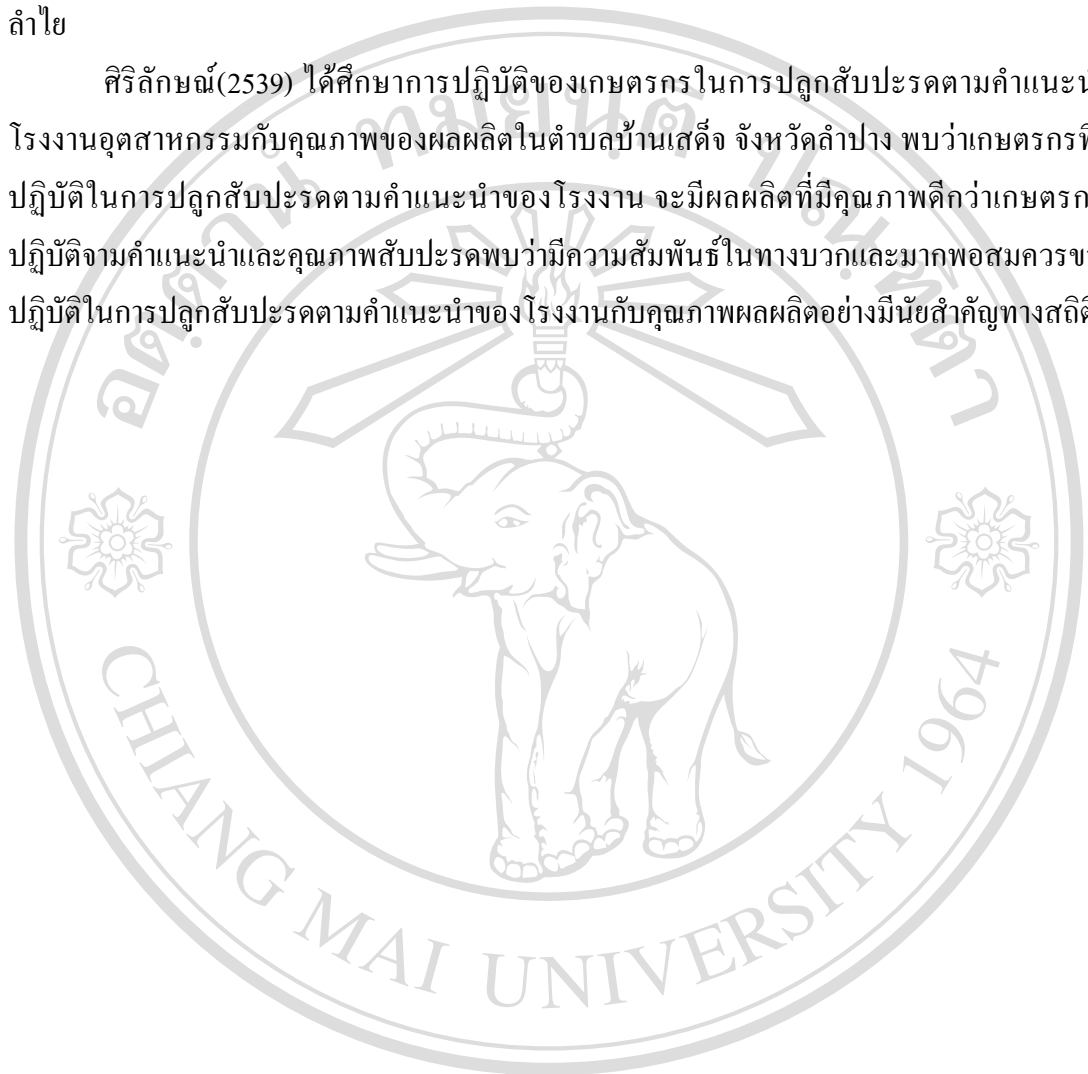 ลำไย
ศิริลักษณ์(2539) ได้ศึกษาการปฏิบัติของเกษตรกรในการปลูกสับปะรดตามคำแนะน
โรงงานอุตสาหกรรมกับคุณภาพของผลผลิตในตำบลบ้านเสด็จ จังหวัดลำปาง พบว่าเกษตรกรที
ปฏิบัติในการปลูกสับปะรดตามคำแนะนำของโรงงาน จะมีผลผลิตที่มีคุณภาพดีกว่าเกษตรก
ปฏิบัติจามคำแนะนำและคุณภาพสับปะรดพบว่ามีความสัมพันธ์ในทางบวกและมากพอสมควรข
ปฏิบัติในการปลูกสับปะรดตามคำแนะนำของโรงงานกับคุณภาพผลผลิตอย่างมีนัยสำคัญทางสถิติ
อตฺตานํ ทมยนฺติ ปณฺฑิตา
CHIANG MAI UNIVERSITY 1964